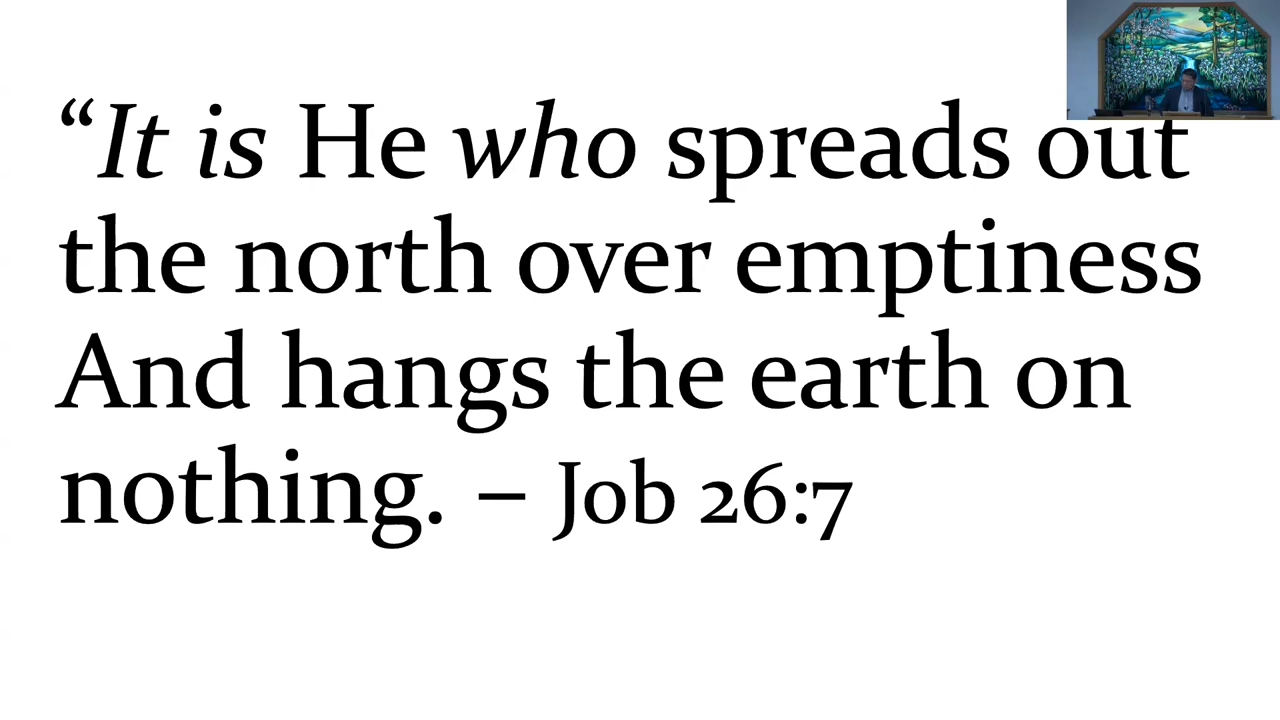 “It is He who spreads out
the north over emptiness
And hangs the earth on
nothing. – Job 26:7